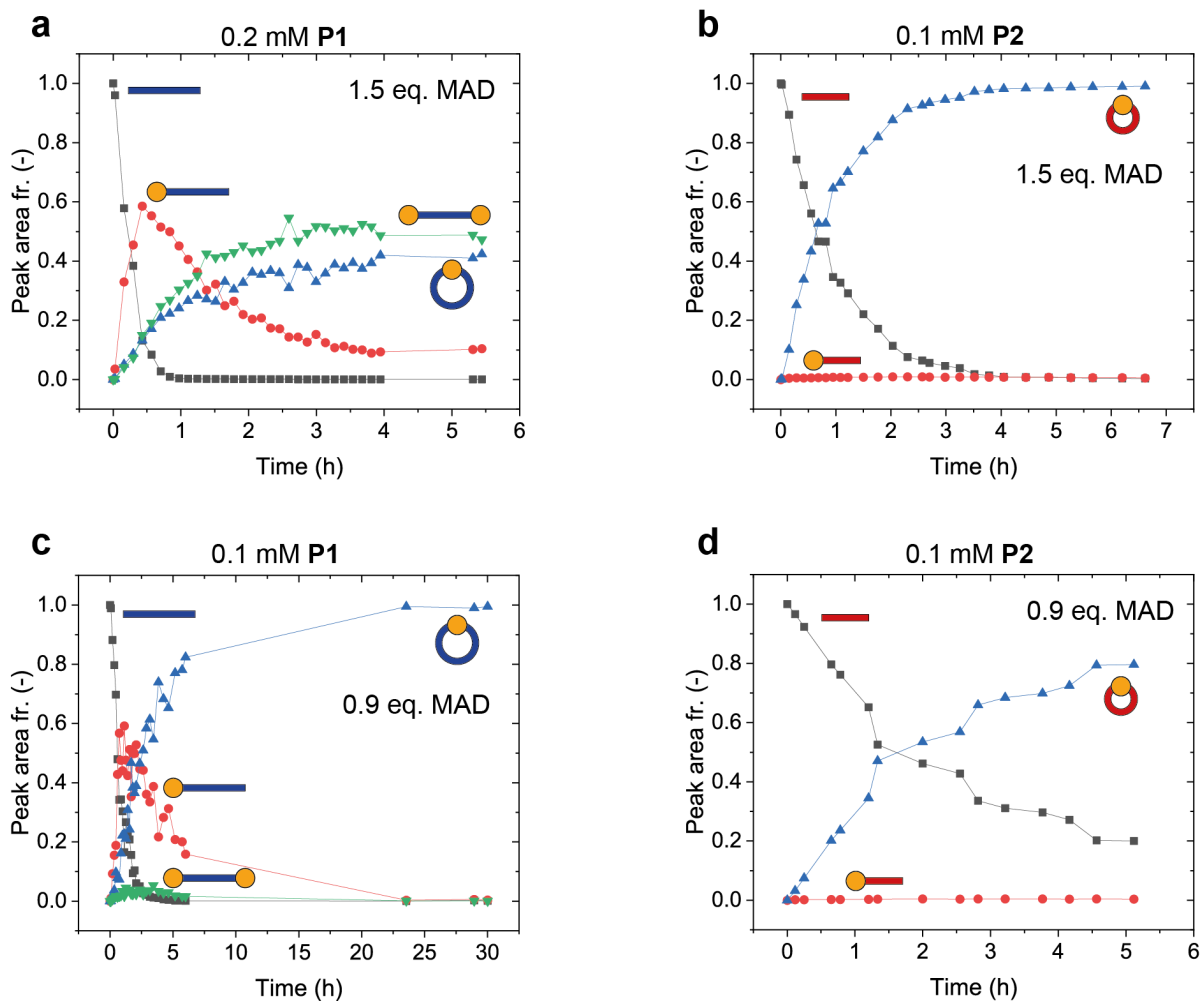 a
0.2 mM P1
1.5 eq. MAD
Peak area fr. (-)
1.0
0.8
0.6
0.4
0.2
0.0
0 1 2 3 4 5 6
Time (h)
b
0.1 mM P2
1.5 eq. MAD
Peak area fr. (-)
1.0
0.8
0.6
0.4
0.2
0.0
0 1 2 3 4 5 6 7
Time (h)
c
0.1 mM P1
0.9 eq. MAD
Peak area fr. (-)
1.0
0.8
0.6
0.4
0.2
0.0
0 5 10 15 20 25 30
Time (h)
d
0.1 mM P2
0.9 eq. MAD
Peak area fr. (-)
1.0
0.8
0.6
0.4
0.2
0.0
0 1 2 3 4 5 6
Time (h)